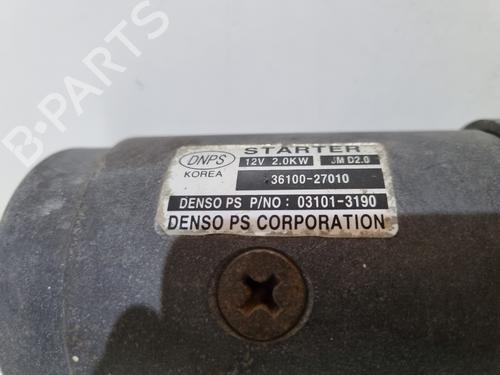 STARTER
DNPS 12V 2.0KW JM D2.0
KOREA 36100-27010
DENSO PS P/NO: 03101-3190
DENSO PS CORPORATION
B-PARTS